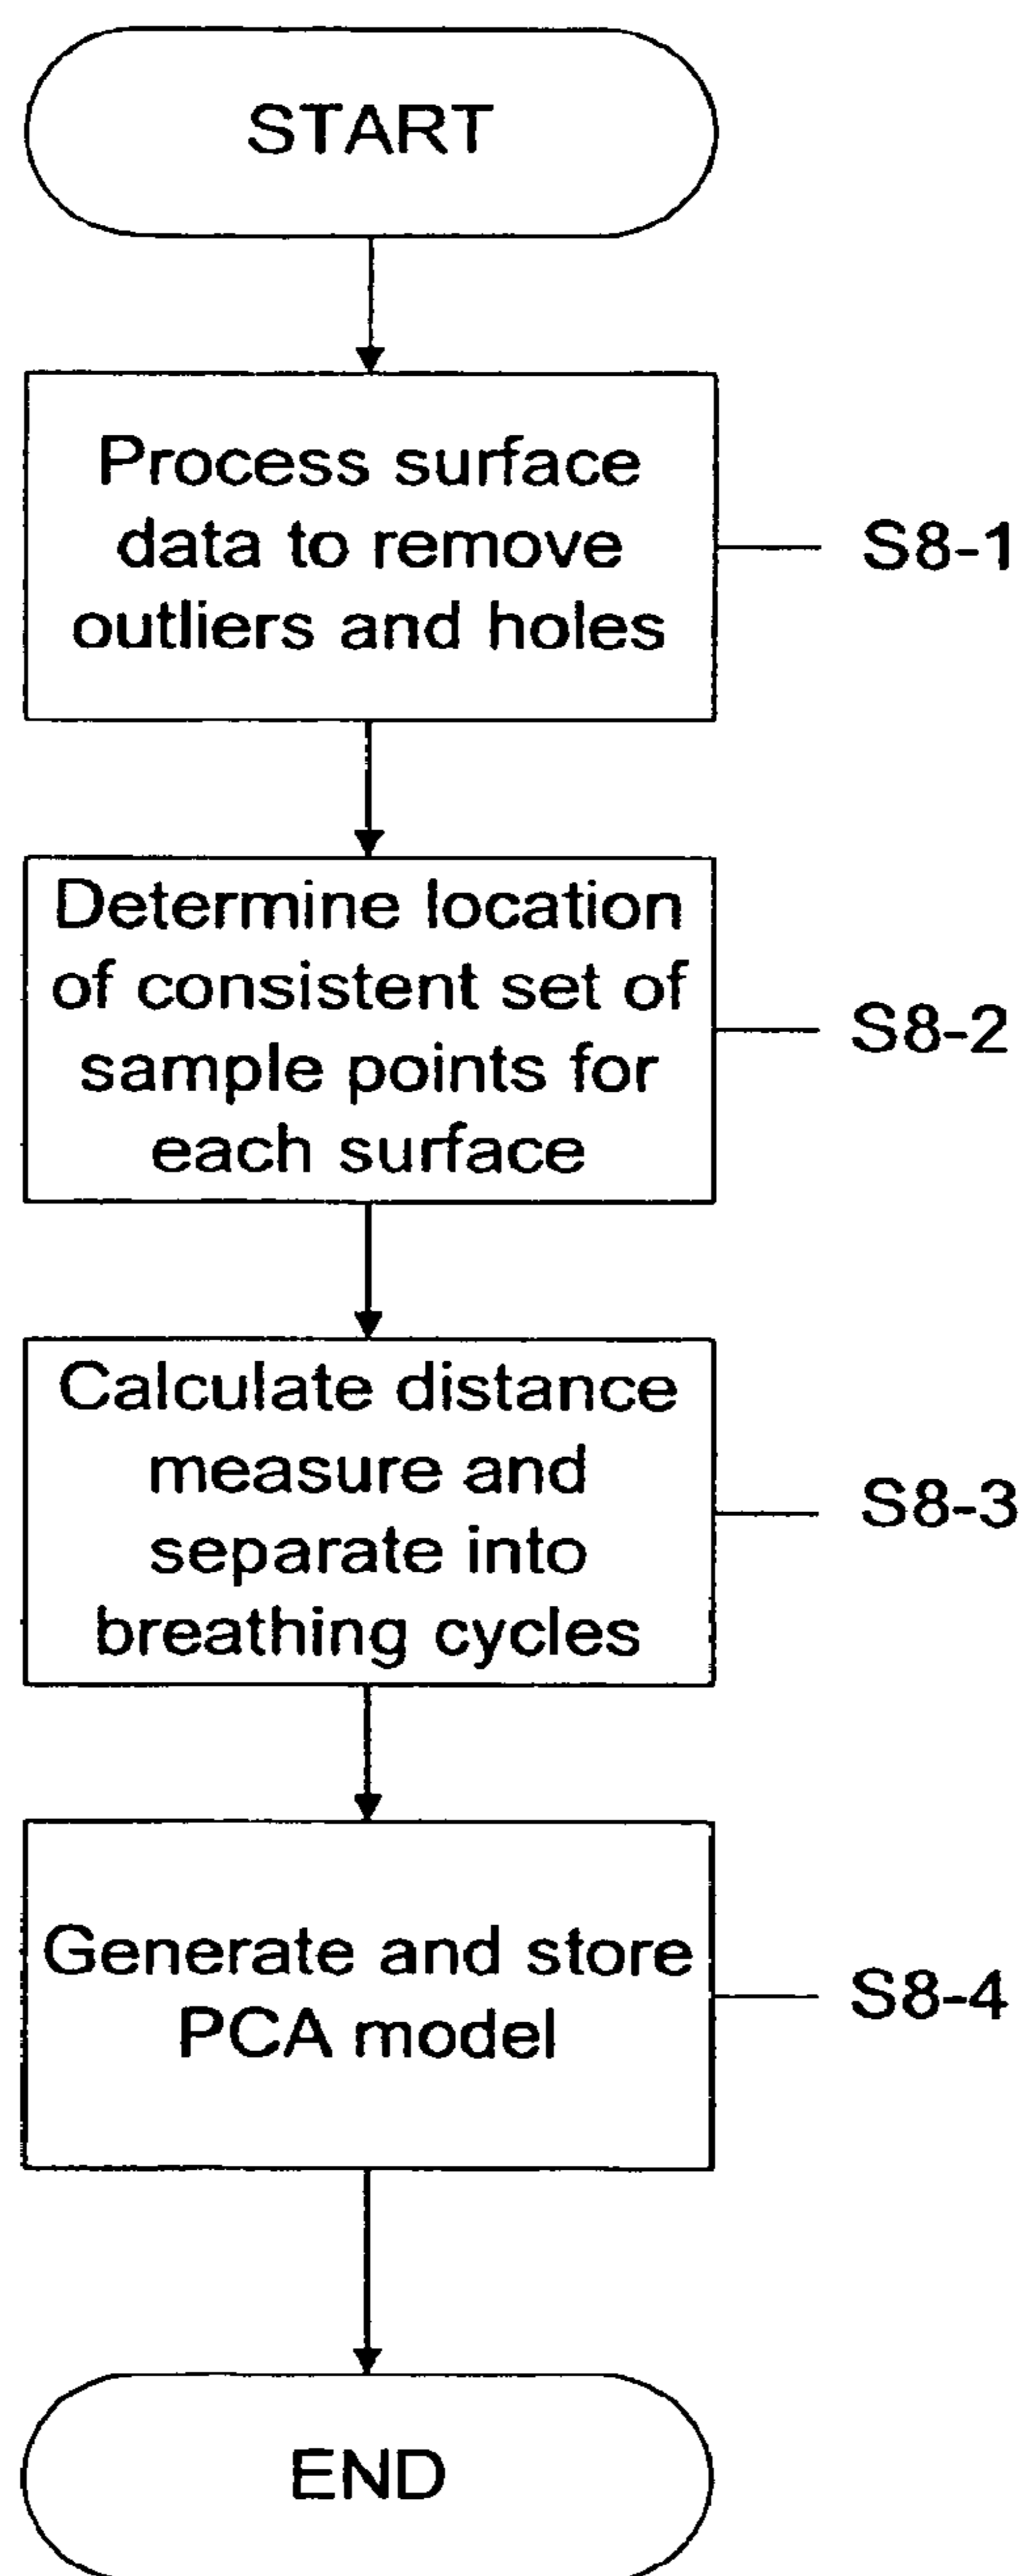 START
Process surface
data to remove
outliers and holes
S8-1
Determine location
of consistent set of
sample points for
each surface
S8-2
Calculate distance
measure and
separate into
breathing cycles
S8-3
Generate and store
PCA model
S8-4
END